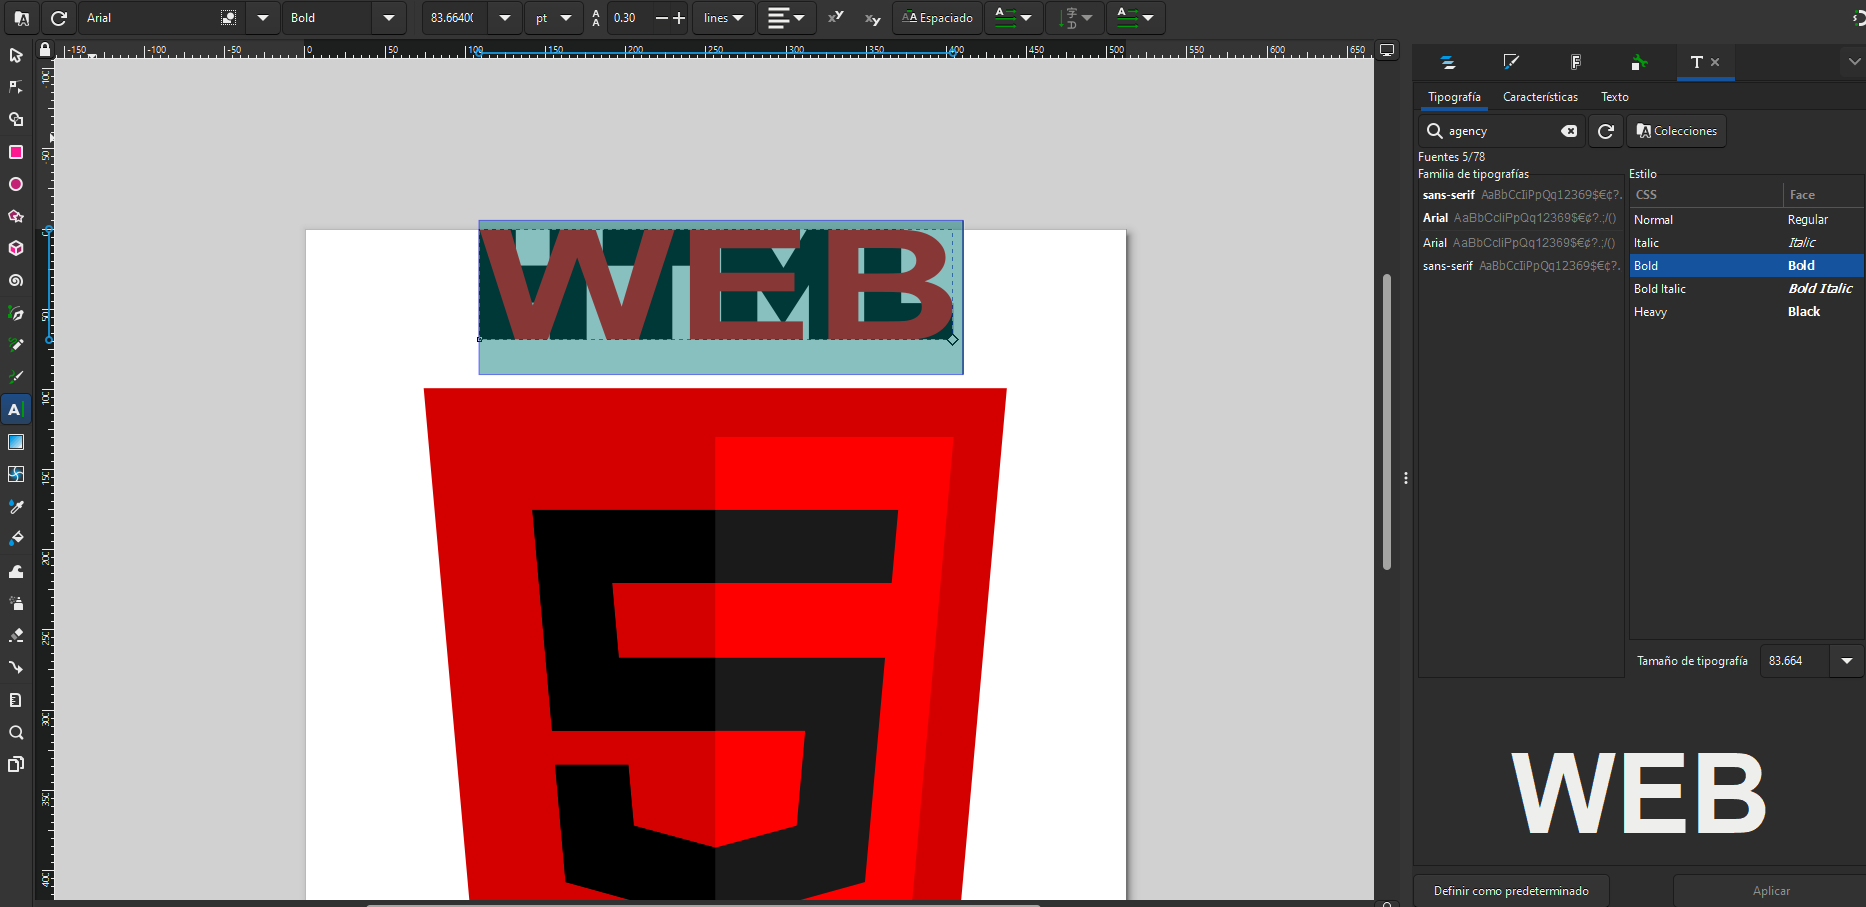 Arial Bold 83.6640 pt 0.30 lines Espaciado
-150 -100 -50 0 50 100 150 200 250 300 350 400 450 500 550 600 650
Tipografía Características Texto
agency Colecciones
Fuentes 5/78
Familia de tipografías Estilo
sans-serif AaBbCcIiPpQq12369$€¢?.
Arial AaBbCcIiPpQq12369$€¢?.;/()
Arial AaBbCcIiPpQq12369$€¢?.;/()
sans-serif AaBbCcIiPpQq12369$€¢?.
CSS Face
Normal Regular
Italic Italic
Bold Bold
Bold Italic Bold Italic
Heavy Black
WEB
Tamaño de tipografía 83.664
WEB
Definir como predeterminado Aplicar